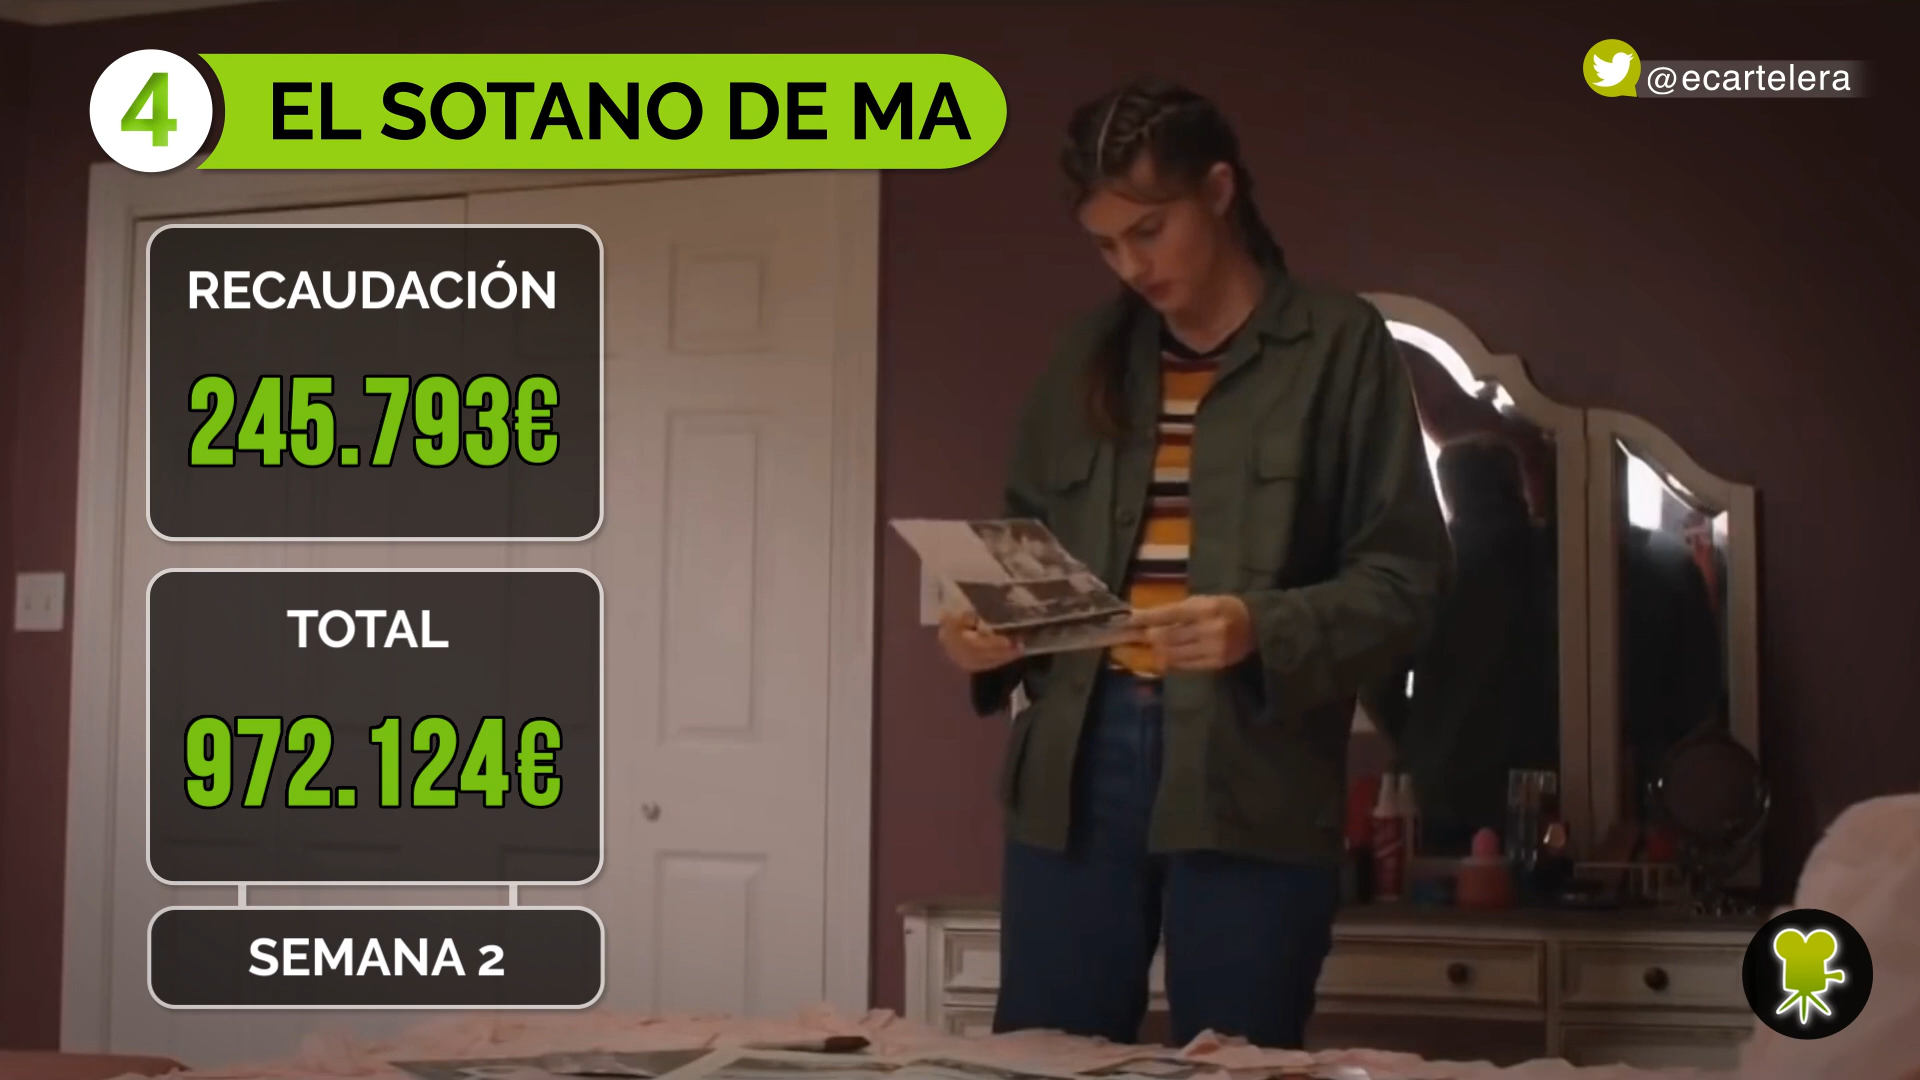 4
EL SOTANO DE MA
@ecartelera
RECAUDACIÓN
245.793€
TOTAL
972.124€
SEMANA 2